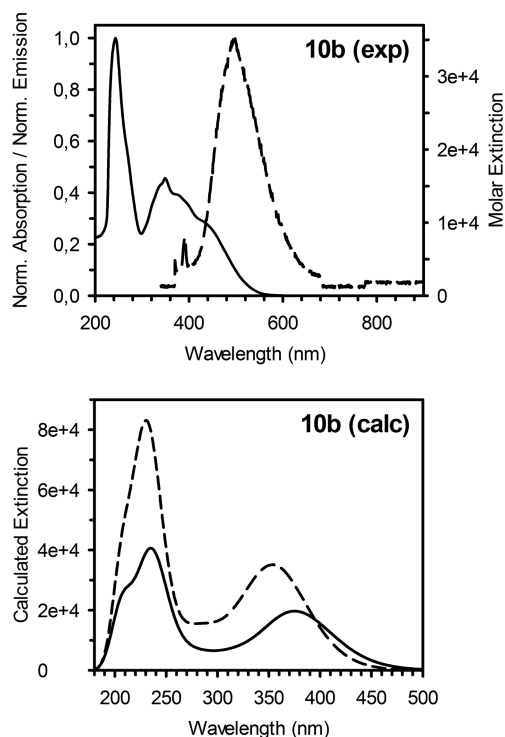 10b (exp)
Norm. Absorption / Norm. Emission
1,0
0,8
0,6
0,4
0,2
0,0
3e+4
2e+4
1e+4
0
Molar Extinction
200 400 600 800
Wavelength (nm)
10b (calc)
Calculated Extinction
8e+4
6e+4
4e+4
2e+4
0
200 250 300 350 400 450 500
Wavelength (nm)